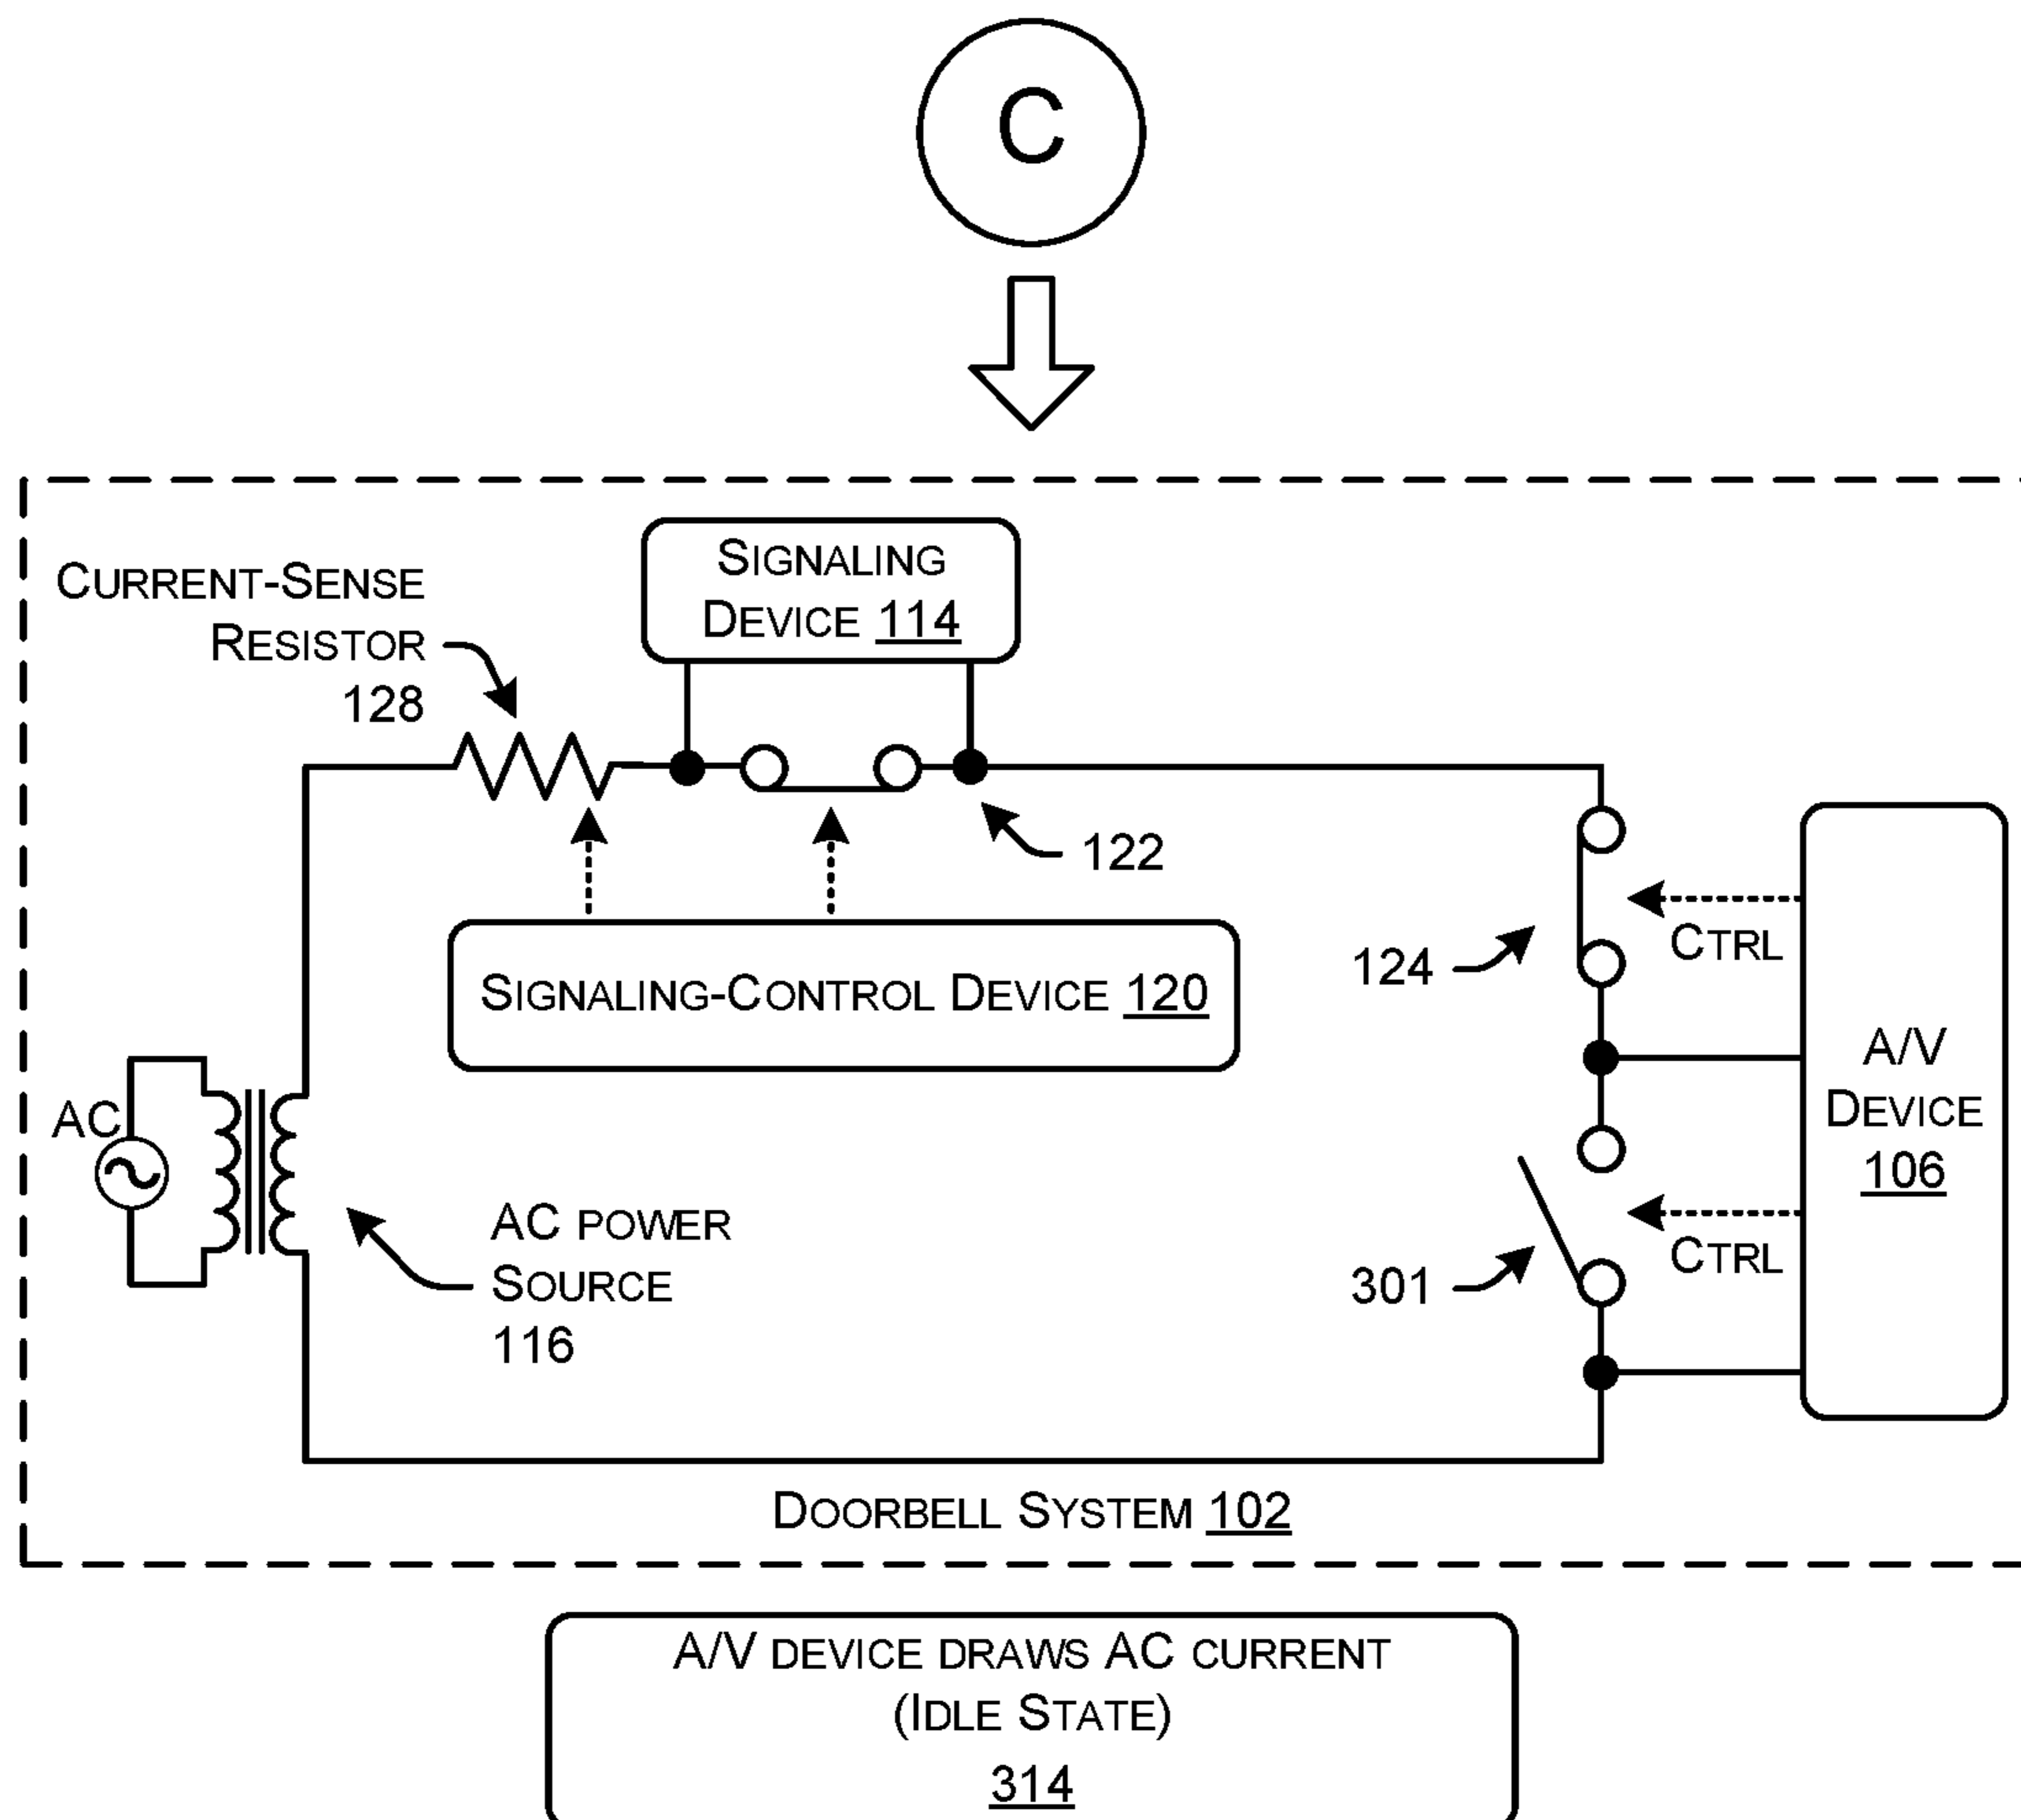 C
SIGNALING
DEVICE 114
CURRENT-SENSE
RESISTOR
128
122
SIGNALING-CONTROL DEVICE 120
124
CTRL
A/V
DEVICE
106
AC
AC POWER
SOURCE
116
301
CTRL
DOORBELL SYSTEM 102
A/V DEVICE DRAWS AC CURRENT
(IDLE STATE)
314